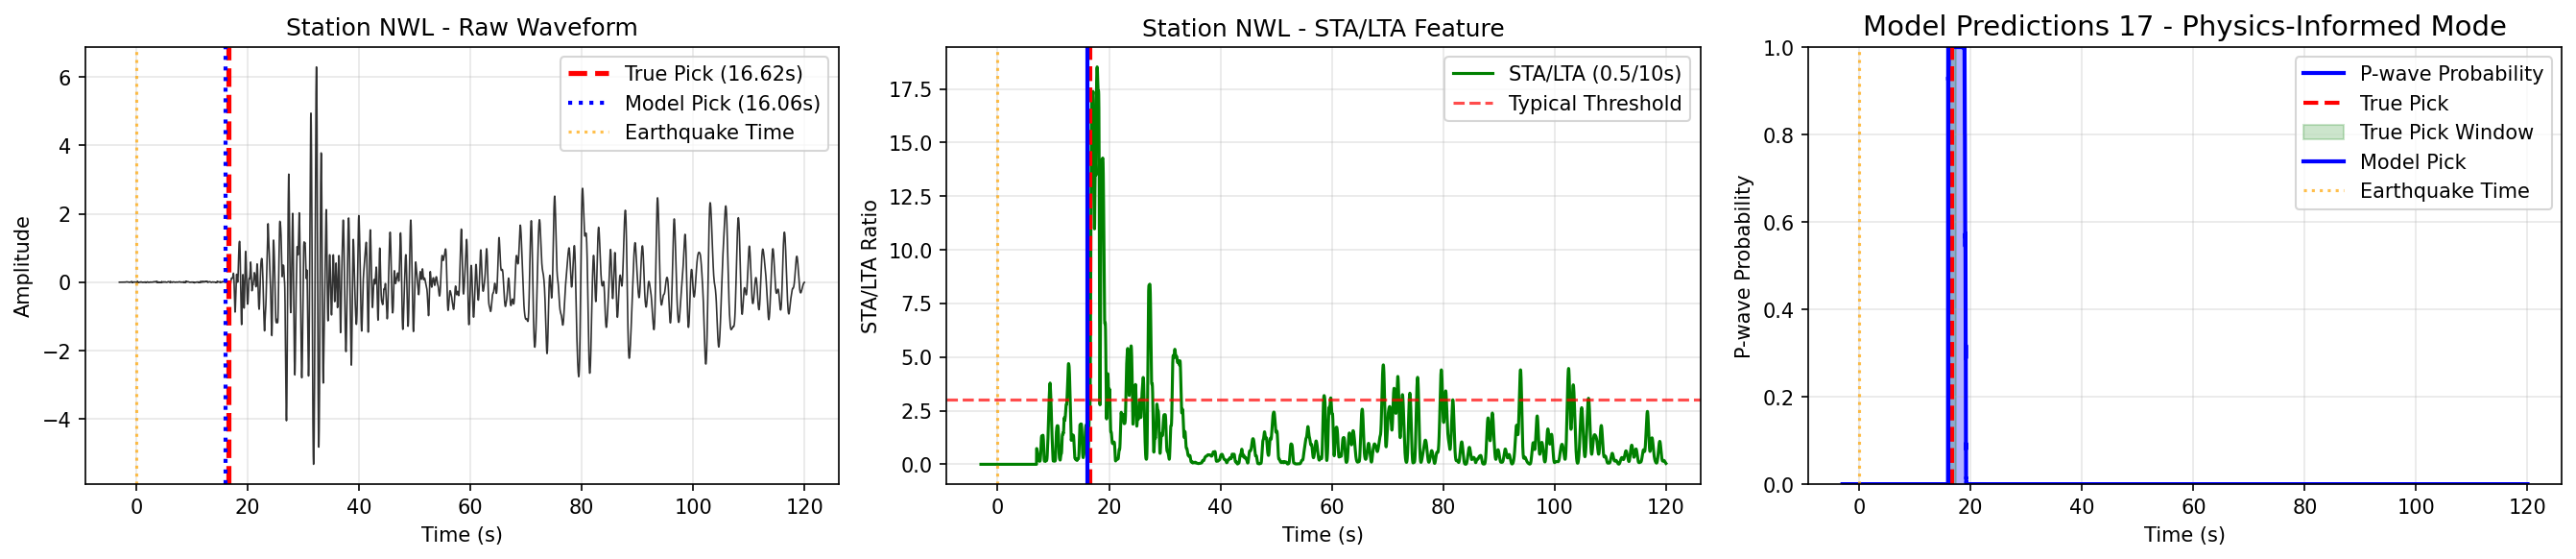 Station NWL - Raw Waveform
Amplitude
6
4
2
0
−2
−4
True Pick (16.62s)
Model Pick (16.06s)
Earthquake Time
0
20
40
60
80
100
120
Time (s)
Station NWL - STA/LTA Feature
STA/LTA Ratio
17.5
15.0
12.5
10.0
7.5
5.0
2.5
0.0
STA/LTA (0.5/10s)
Typical Threshold
0
20
40
60
80
100
120
Time (s)
Model Predictions 17 - Physics-Informed Mode
P-wave Probability
1.0
0.8
0.6
0.4
0.2
0.0
P-wave Probability
True Pick
True Pick Window
Model Pick
Earthquake Time
0
20
40
60
80
100
120
Time (s)